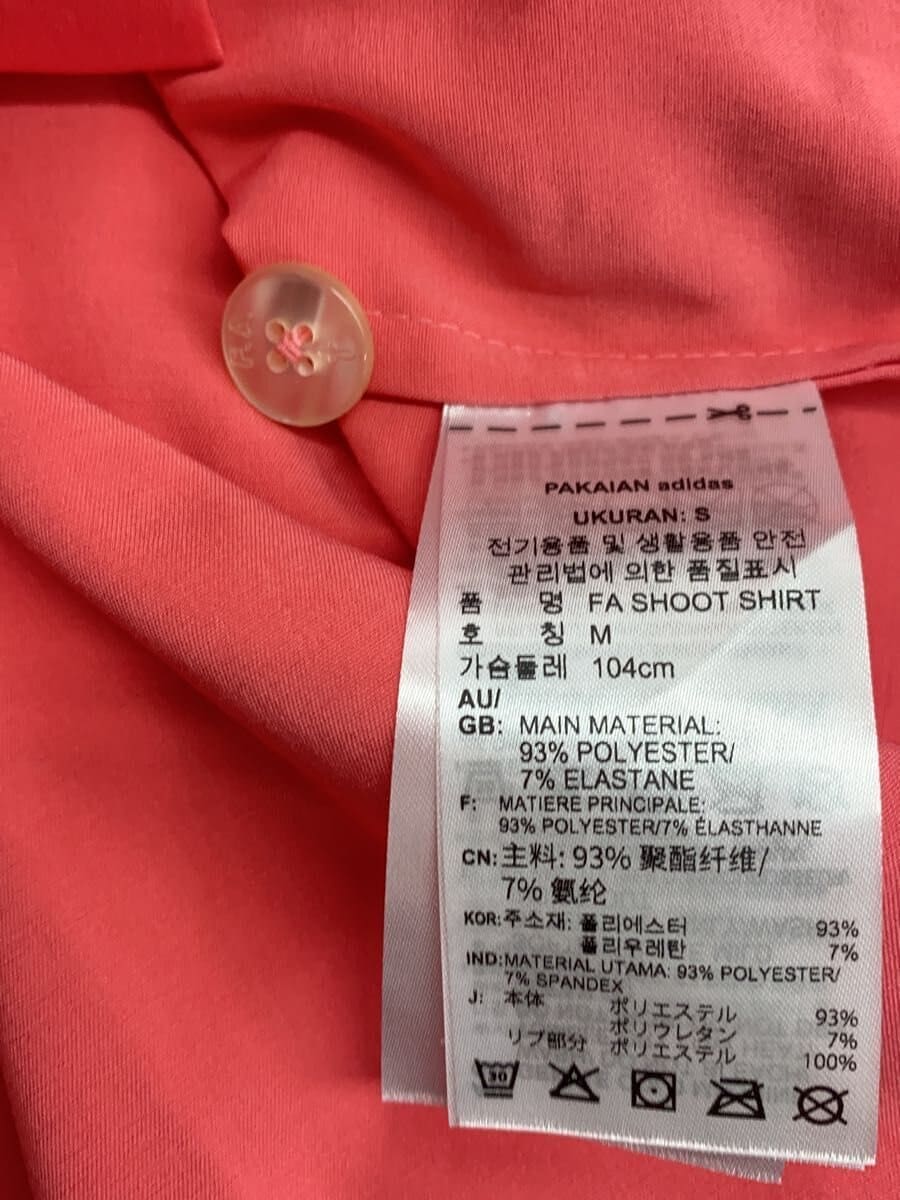 PAKAIAN adidas
UKURAN: S
전기용품 및 생활용품 안전
관리법에 의한 품질표시
품 명 FA SHOOT SHIRT
호 칭 M
가슴둘레 104cm
AU/
GB: MAIN MATERIAL:
93% POLYESTER/
7% ELASTANE
F: MATIERE PRINCIPALE:
93% POLYESTER/7% ÉLASTHANNE
CN: 主料: 93% 聚酯纤维/
7% 氨纶
KOR: 주소재: 폴리에스터 93%
폴리우레탄 7%
IND: MATERIAL UTAMA: 93% POLYESTER/
7% SPANDEX
J: 本体 ポリエステル 93%
ポリウレタン 7%
リブ部分 ポリエステル 100%
30